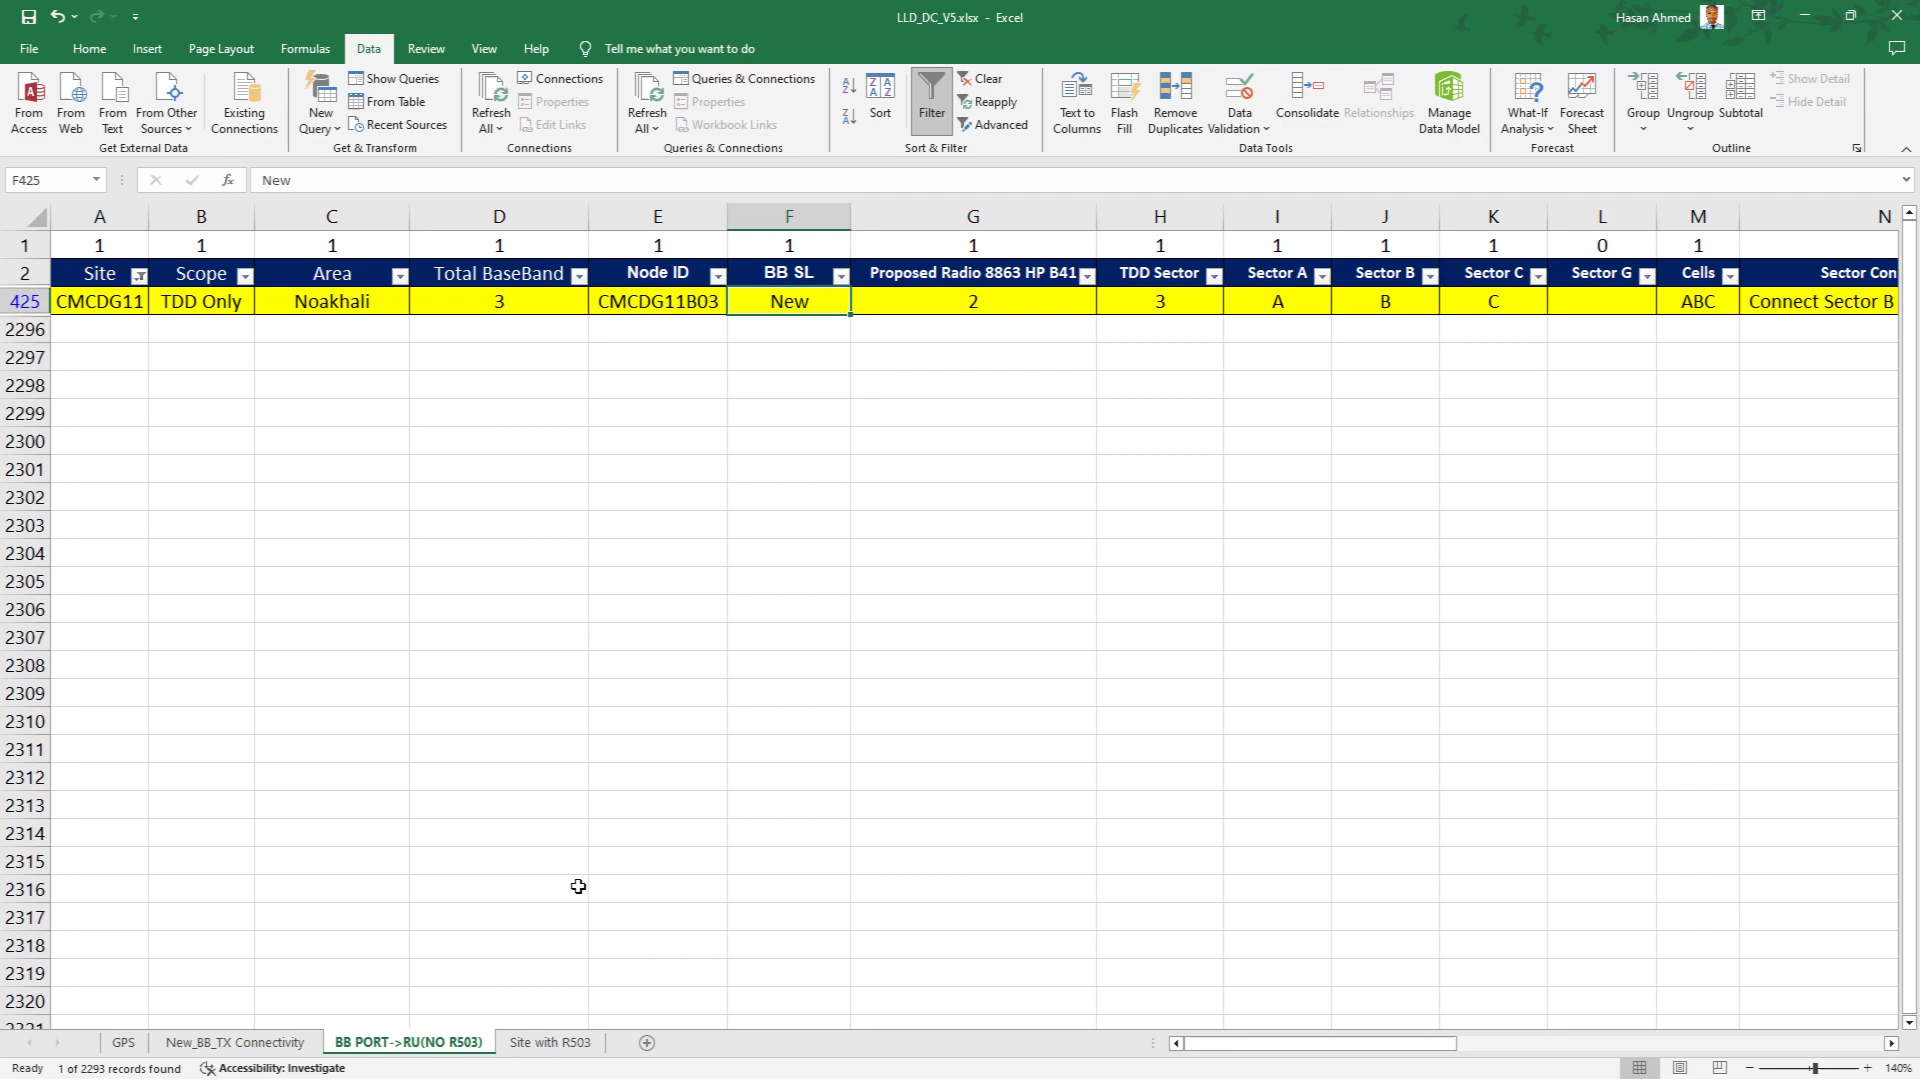 LLD_DC_V5.xlsx - Excel
Hasan Ahmed
File Home Insert Page Layout Formulas Data Review View Help Tell me what you want to do
From Access
From Web
From Text
From Other Sources
Existing Connections
Get External Data
New Query
Show Queries
From Table
Recent Sources
Get & Transform
Refresh All
Connections
Properties
Edit Links
Connections
Refresh All
Queries & Connections
Properties
Workbook Links
Queries & Connections
Sort
Filter
Clear
Reapply
Advanced
Sort & Filter
Text to Columns
Flash Fill
Remove Duplicates
Data Validation
Consolidate
Relationships
Manage Data Model
Data Tools
What-If Analysis
Forecast Sheet
Forecast
Group
Ungroup
Subtotal
Show Detail
Hide Detail
Outline
F425 fx New
A B C D E F G H I J K L M N
1 1 1 1 1 1 1 1 1 1 1 1 0 1
2 Site Scope Area Total BaseBand Node ID BB SL Proposed Radio 8863 HP B41 TDD Sector Sector A Sector B Sector C Sector G Cells Sector Con
425 CMCDG11 TDD Only Noakhali 3 CMCDG11B03 New 2 3 A B C ABC Connect Sector B
2296
2297
2298
2299
2300
2301
2302
2303
2304
2305
2306
2307
2308
2309
2310
2311
2312
2313
2314
2315
2316
2317
2318
2319
2320
2321
GPS New_BB_TX Connectivity BB PORT->RU(NO R503) Site with R503
Ready 1 of 2293 records found Accessibility: Investigate 140%